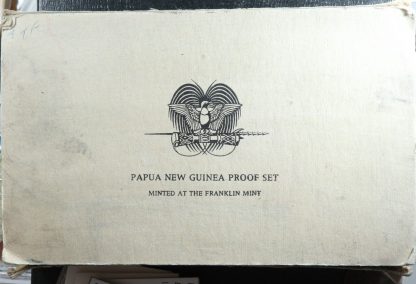 PAPUA NEW GUINEA PROOF SET
MINTED AT THE FRANKLIN MINT